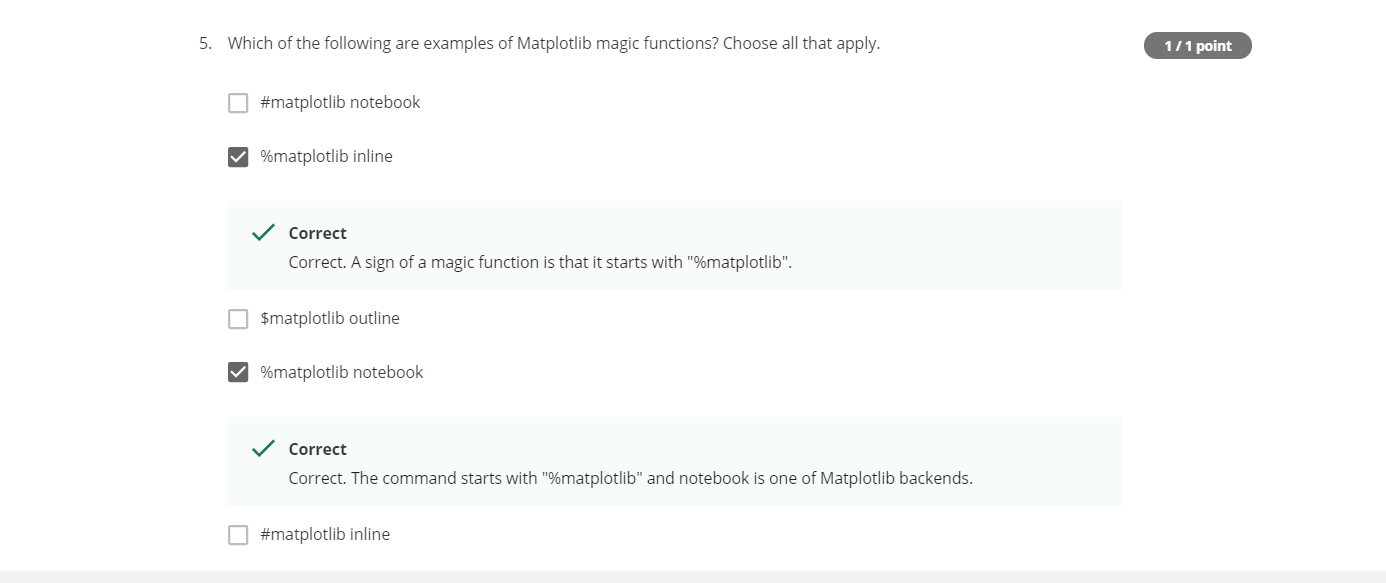 5. Which of the following are examples of Matplotlib magic functions? Choose all that apply.
1 / 1 point
#matplotlib notebook
%matplotlib inline
Correct
Correct. A sign of a magic function is that it starts with "%matplotlib".
$matplotlib outline
%matplotlib notebook
Correct
Correct. The command starts with "%matplotlib" and notebook is one of Matplotlib backends.
#matplotlib inline